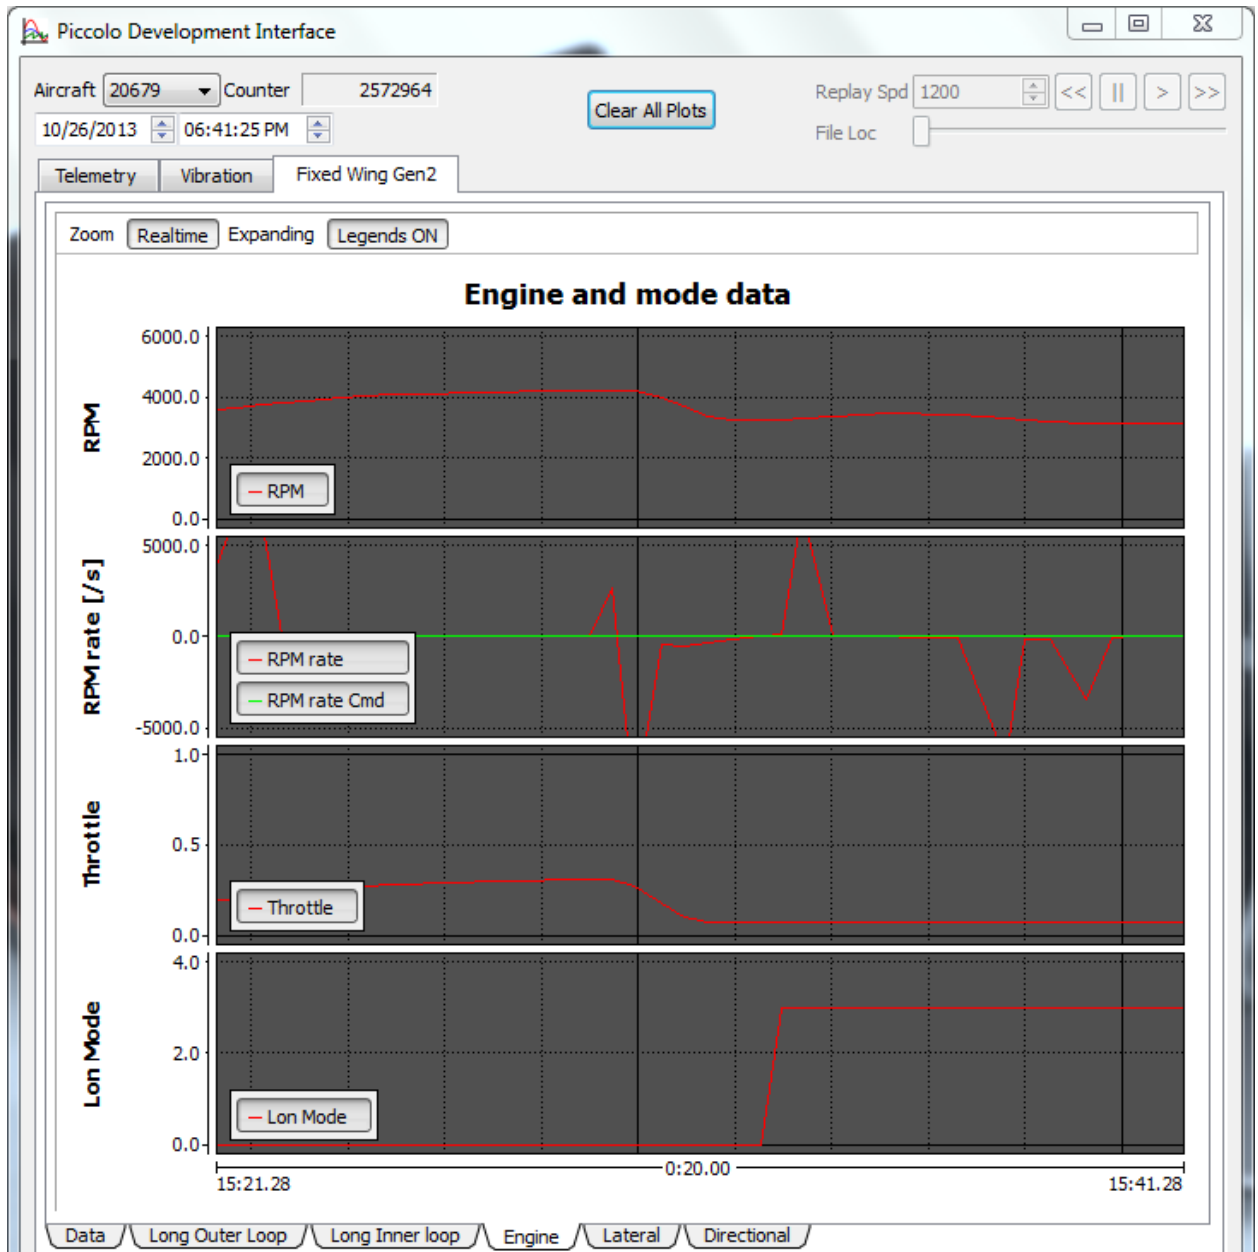 Piccolo Development Interface
Aircraft 20679 Counter 2572964
Clear All Plots
Replay Spd 1200 << || > >>
10/26/2013 06:41:25 PM
File Loc
Telemetry Vibration Fixed Wing Gen2
Zoom Realtime Expanding Legends ON
Engine and mode data
RPM
6000.0
4000.0
2000.0
0.0
RPM
RPM rate [/s]
5000.0
0.0
-5000.0
RPM rate
RPM rate Cmd
Throttle
1.0
0.5
0.0
Throttle
Lon Mode
4.0
2.0
0.0
Lon Mode
0:20.00
15:21.28 15:41.28
Data Long Outer Loop Long Inner loop Engine Lateral Directional